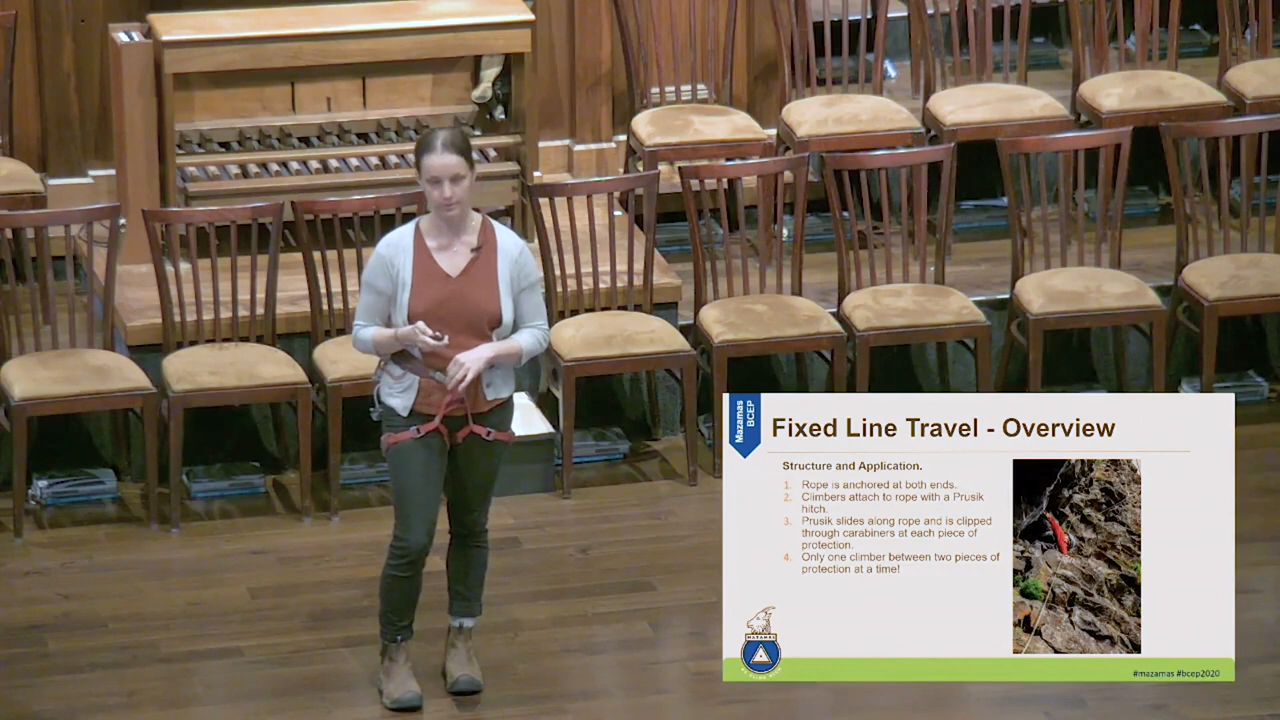 Mazamas
BCEP
Fixed Line Travel - Overview
Structure and Application.
1. Rope is anchored at both ends.
2. Climbers attach to rope with a Prusik
hitch.
3. Prusik slides along rope and is clipped
through carabiners at each piece of
protection.
4. Only one climber between two pieces of
protection at a time!
MAZAMAS
#mazamas #bcep2020